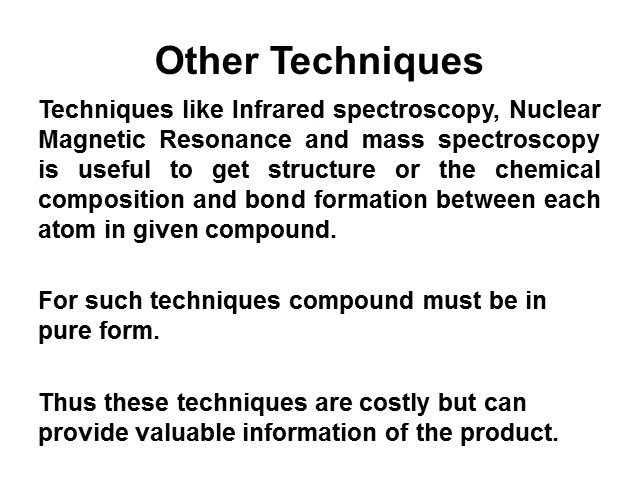 Other Techniques
Techniques like Infrared spectroscopy, Nuclear
Magnetic Resonance and mass spectroscopy
is useful to get structure or the chemical
composition and bond formation between each
atom in given compound.
For such techniques compound must be in
pure form.
Thus these techniques are costly but can
provide valuable information of the product.